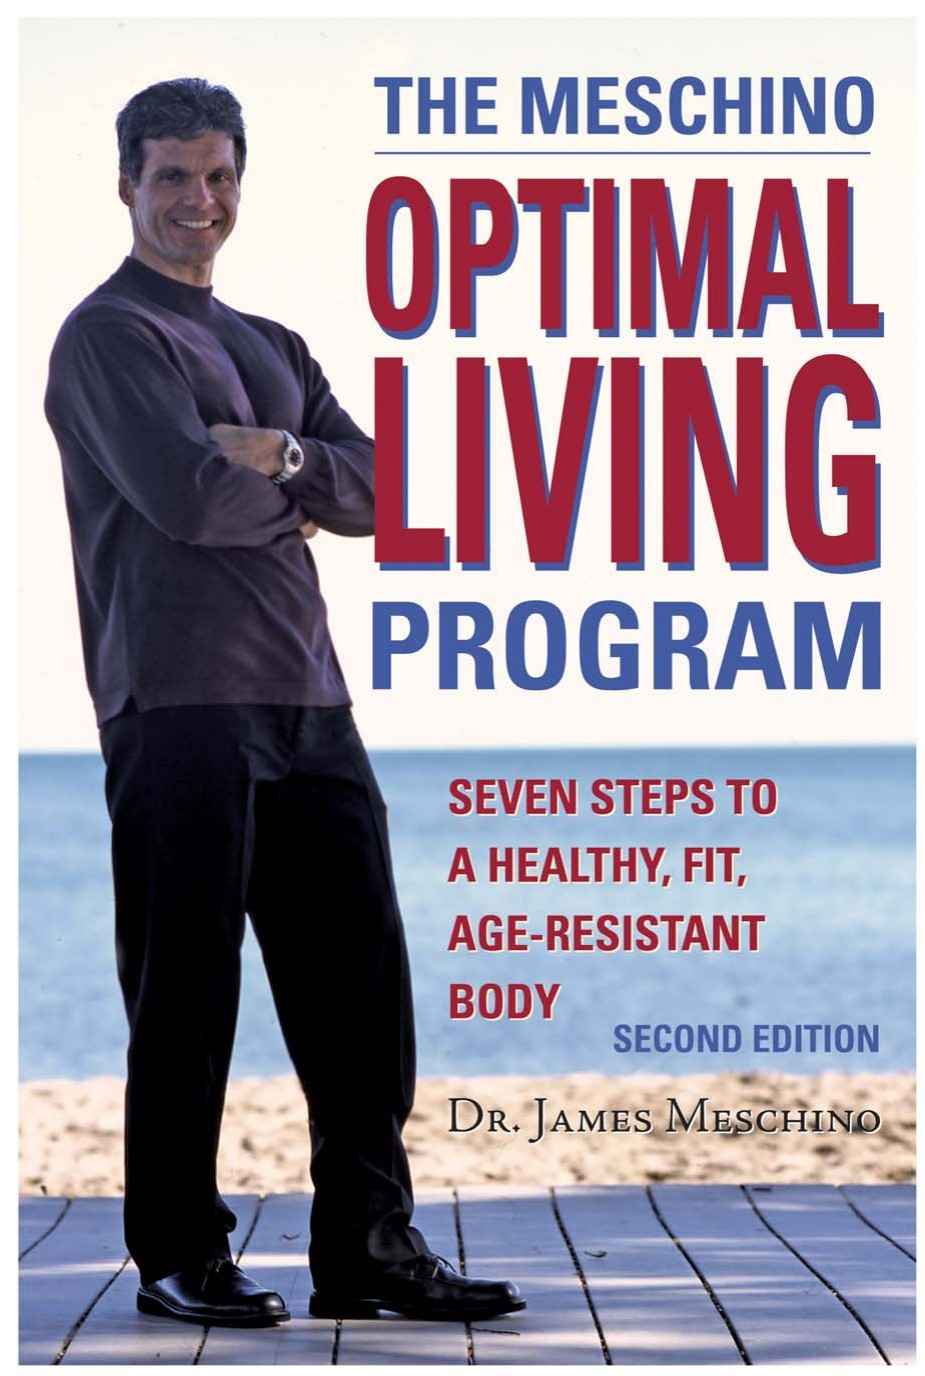 THE MESCHINO
OPTIMAL
LIVING
PROGRAM
SEVEN STEPS TO
A HEALTHY, FIT,
AGE-RESISTANT
BODY
SECOND EDITION
DR. JAMES MESCHINO